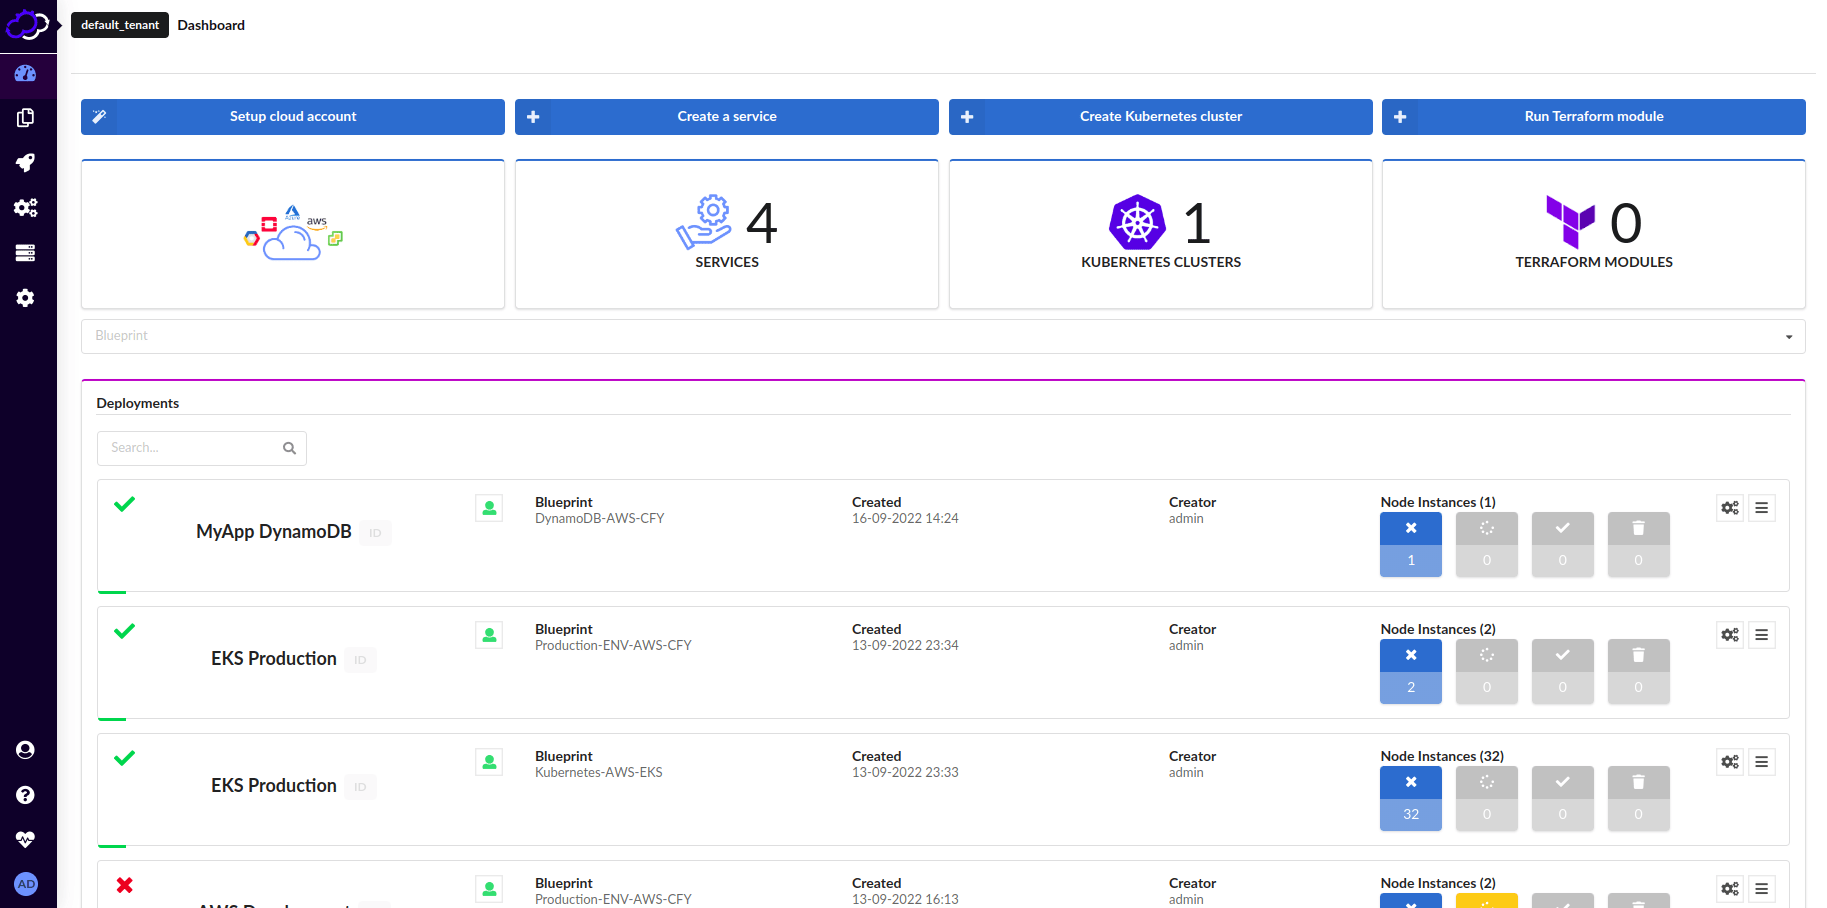 default_tenant
Dashboard
Setup cloud account
Create a service
Create Kubernetes cluster
Run Terraform module
Azure
aws
4
SERVICES
1
KUBERNETES CLUSTERS
0
TERRAFORM MODULES
Blueprint
Deployments
Search...
MyApp DynamoDB ID
Blueprint
DynamoDB-AWS-CFY
Created
16-09-2022 14:24
Creator
admin
Node Instances (1)
1 0 0 0
EKS Production ID
Blueprint
Production-ENV-AWS-CFY
Created
13-09-2022 23:34
Creator
admin
Node Instances (2)
2 0 0 0
EKS Production ID
Blueprint
Kubernetes-AWS-EKS
Created
13-09-2022 23:33
Creator
admin
Node Instances (32)
32 0 0 0
Blueprint
Production-ENV-AWS-CFY
Created
13-09-2022 16:13
Creator
admin
Node Instances (2)
AWS
AD